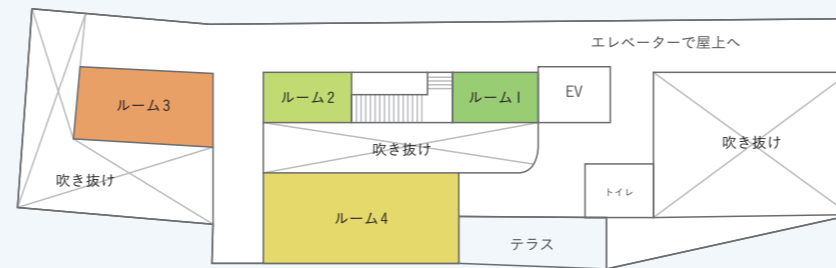 エレベーターで屋上へ
ルーム3
ルーム2
ルーム1
EV
吹き抜け
吹き抜け
吹き抜け
トイレ
ルーム4
テラス